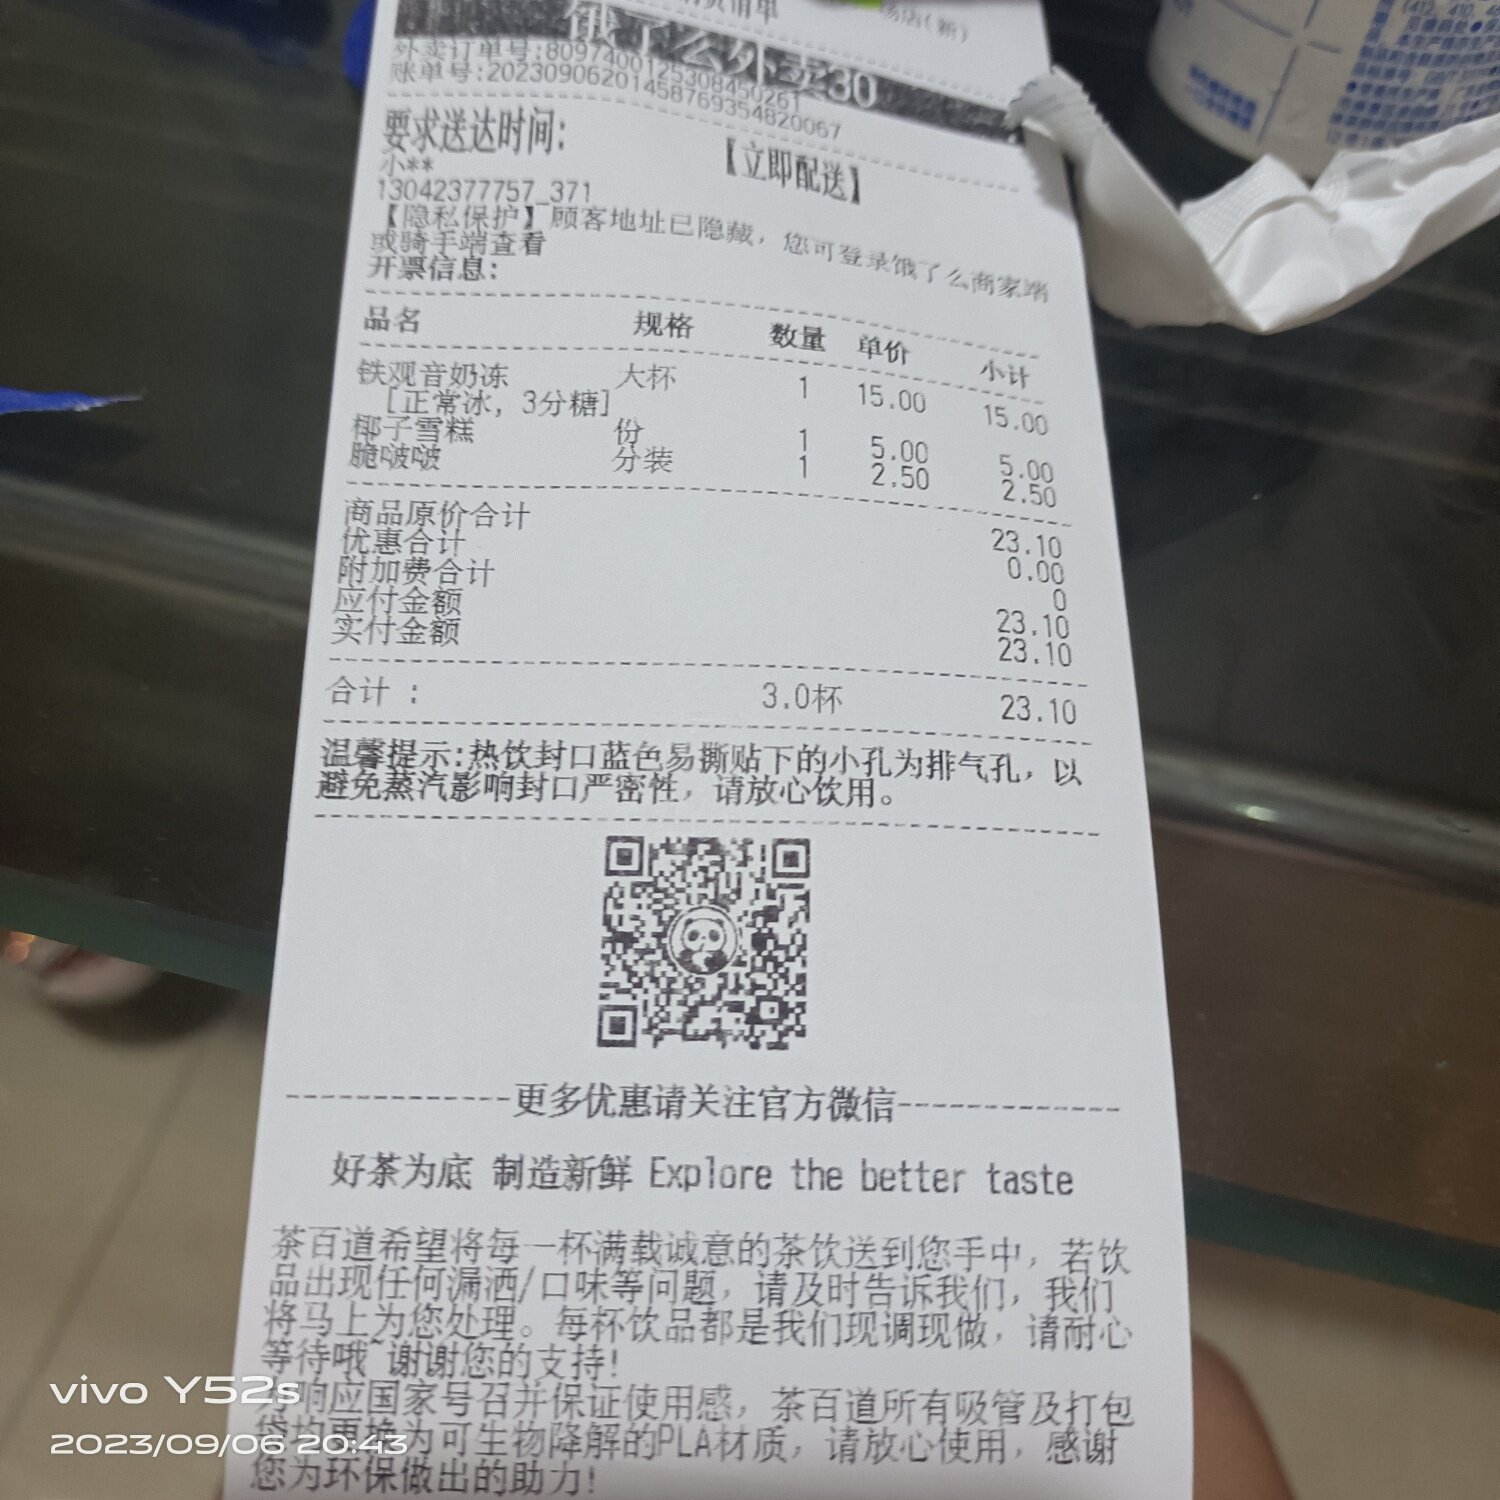 饿了么外卖30
外卖订单号:8097400125308450261
账单号:20230906201458769354820067
要求送达时间: 【立即配送】
小**
13042377757_371
【隐私保护】顾客地址已隐藏，您可登录饿了么商家端
或骑手端查看
开票信息:
品名 规格 数量 单价 小计
铁观音奶冻 大杯 1 15.00 15.00
[正常冰, 3分糖]
椰子雪糕 份 1 5.00 5.00
脆啵啵 分装 1 2.50 2.50
商品原价合计 23.10
优惠合计 0.00
附加费合计 0
应付金额 23.10
实付金额 23.10
合计 : 3.0杯 23.10
温馨提示:热饮封口蓝色易撕贴下的小孔为排气孔，以
避免蒸汽影响封口严密性，请放心饮用。
更多优惠请关注官方微信
好茶为底 制造新鲜 Explore the better taste
茶百道希望将每一杯满载诚意的茶饮送到您手中，若饮
品出现任何漏洒/口味等问题，请及时告诉我们，我们
将马上为您处理。每杯饮品都是我们现调现做，请耐心
等待哦~谢谢您的支持!
响应国家号召并保证使用感，茶百道所有吸管及打包
袋均更换为可生物降解的PLA材质，请放心使用，感谢
您为环保做出的助力!
vivo Y52s
2023/09/06 20:43